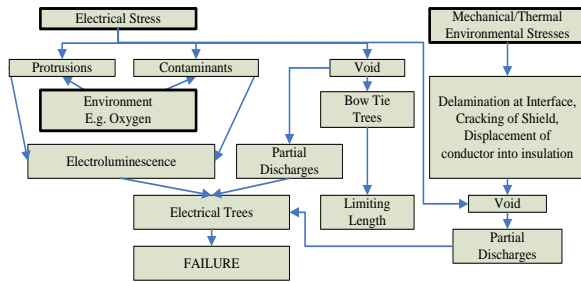 Electrical Stress
Mechanical/Thermal
Environmental Stresses
Protrusions
Contaminants
Void
Environment
E.g. Oxygen
Bow Tie
Trees
Delamination at Interface,
Cracking of Shield,
Displacement of
conductor into insulation
Electroluminescence
Partial
Discharges
Electrical Trees
Limiting
Length
Void
Partial
Discharges
FAILURE